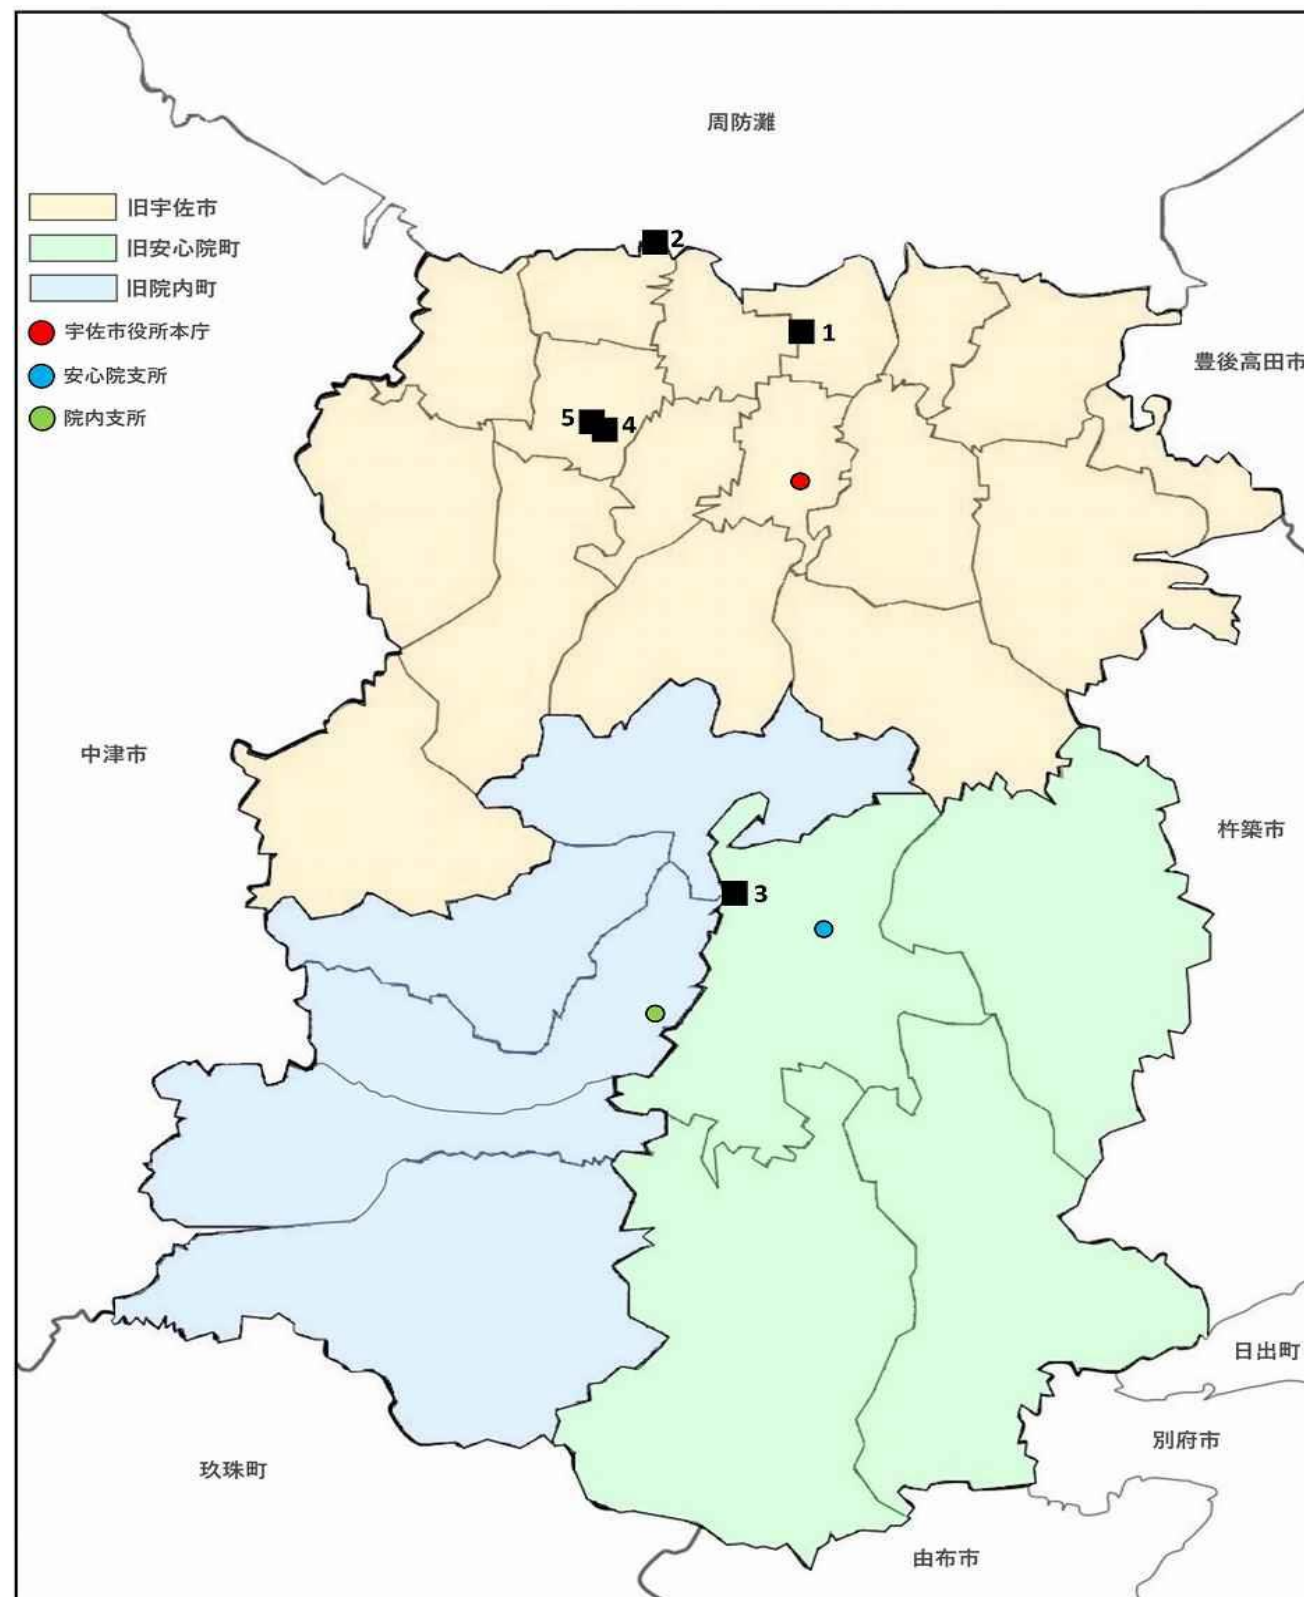 周防灘
旧宇佐市
旧安心院町
旧院内町
宇佐市役所本庁
安心院支所
院内支所
2
1
豊後高田市
5
4
中津市
杵築市
3
日出町
別府市
玖珠町
由布市